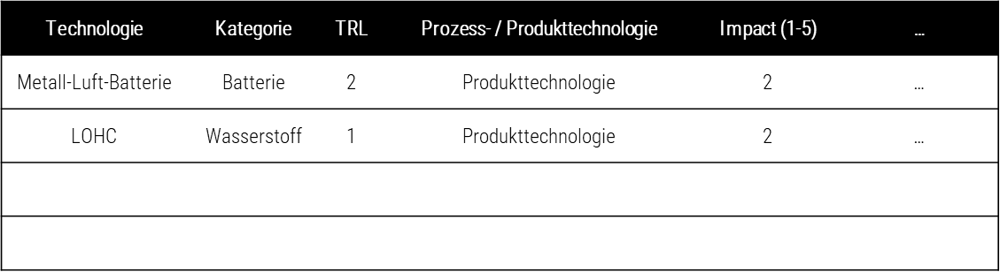 Technologie Kategorie TRL Prozess- / Produkttechnologie Impact (1-5) ...
Metall-Luft-Batterie Batterie 2 Produkttechnologie 2 ...
LOHC Wasserstoff 1 Produkttechnologie 2 ...